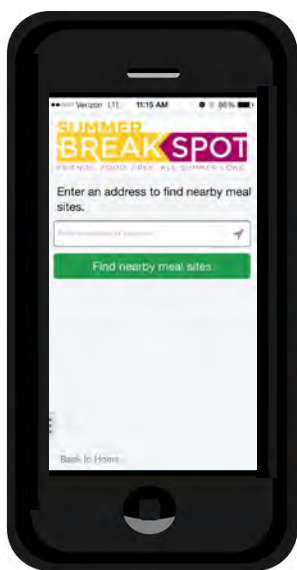 Verizon LTE 11:15 AM 86%
SUMMER
BREAK SPOT
FRIENDS. FOOD. FREE. ALL SUMMER LONG.
Enter an address to find nearby meal
sites.
Find nearby meal sites
Back to Home